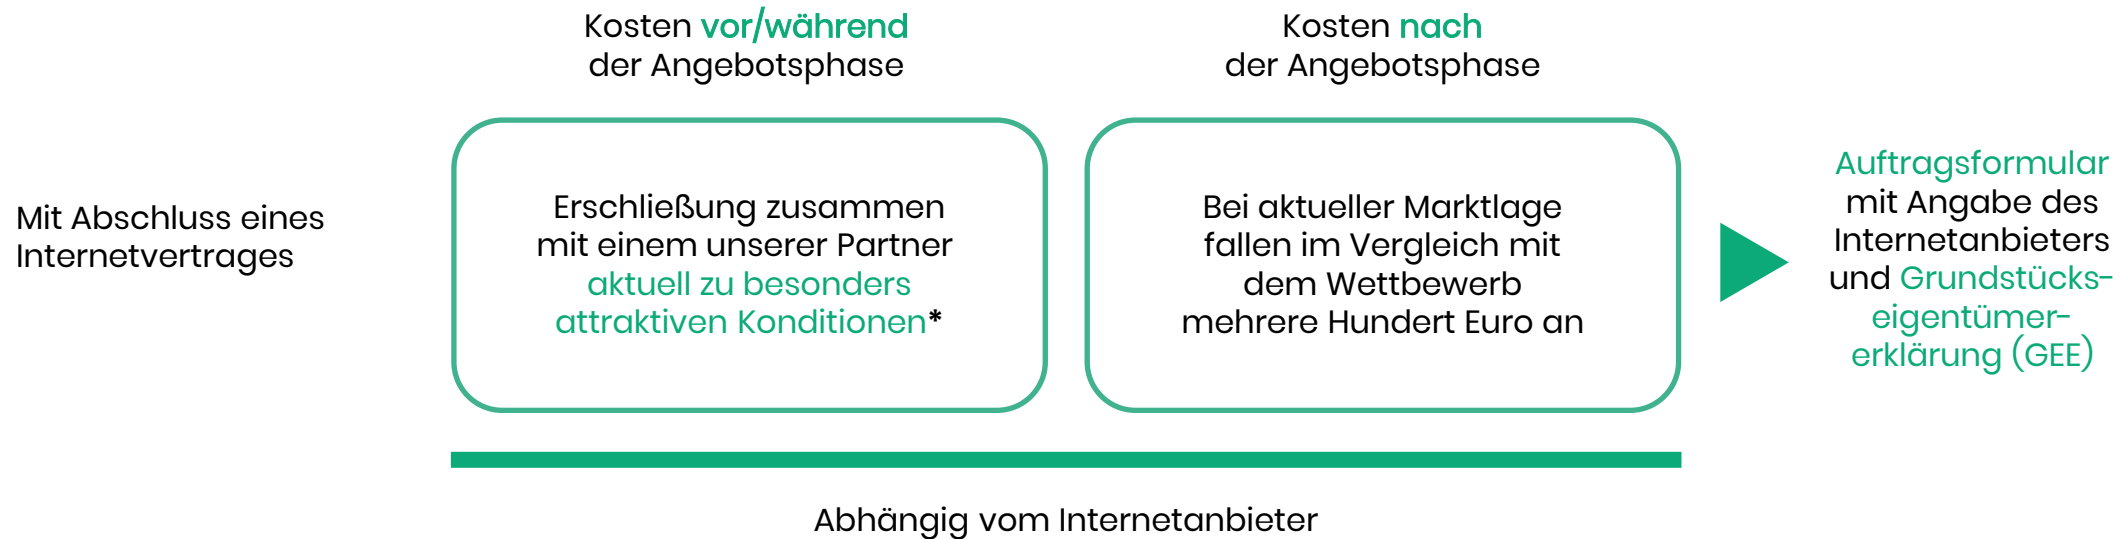 Kosten vor/während
der Angebotsphase
Kosten nach
der Angebotsphase
Mit Abschluss eines
Internetvertrages
Erschließung zusammen
mit einem unserer Partner
aktuell zu besonders
attraktiven Konditionen*
Bei aktueller Marktlage
fallen im Vergleich mit
dem Wettbewerb
mehrere Hundert Euro an
Auftragsformular
mit Angabe des
Internetanbieters
und Grundstücks-
eigentümer-
erklärung (GEE)
Abhängig vom Internetanbieter